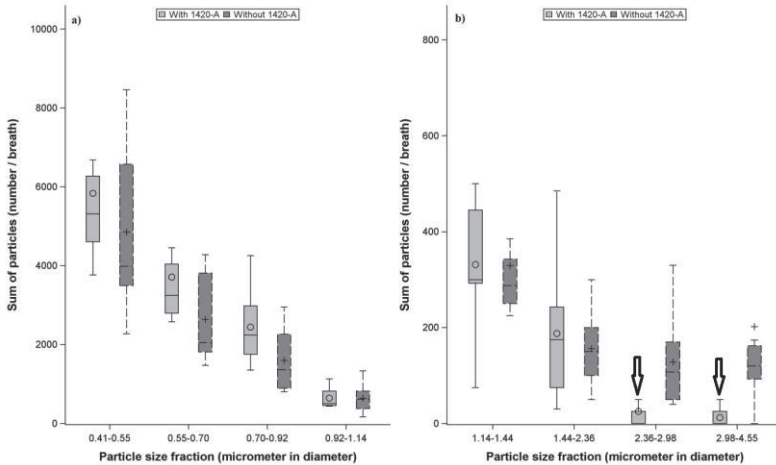 a)
With 1420-A Without 1420-A
10000
8000
6000
4000
2000
0
Sum of particles (number / breath)
0.41-0.55 0.55-0.70 0.70-0.92 0.92-1.14
Particle size fraction (micrometer in diameter)
b)
With 1420-A Without 1420-A
800
600
400
200
0
Sum of particles (number / breath)
1.14-1.44 1.44-2.36 2.36-2.98 2.98-4.55
Particle size fraction (micrometer in diameter)